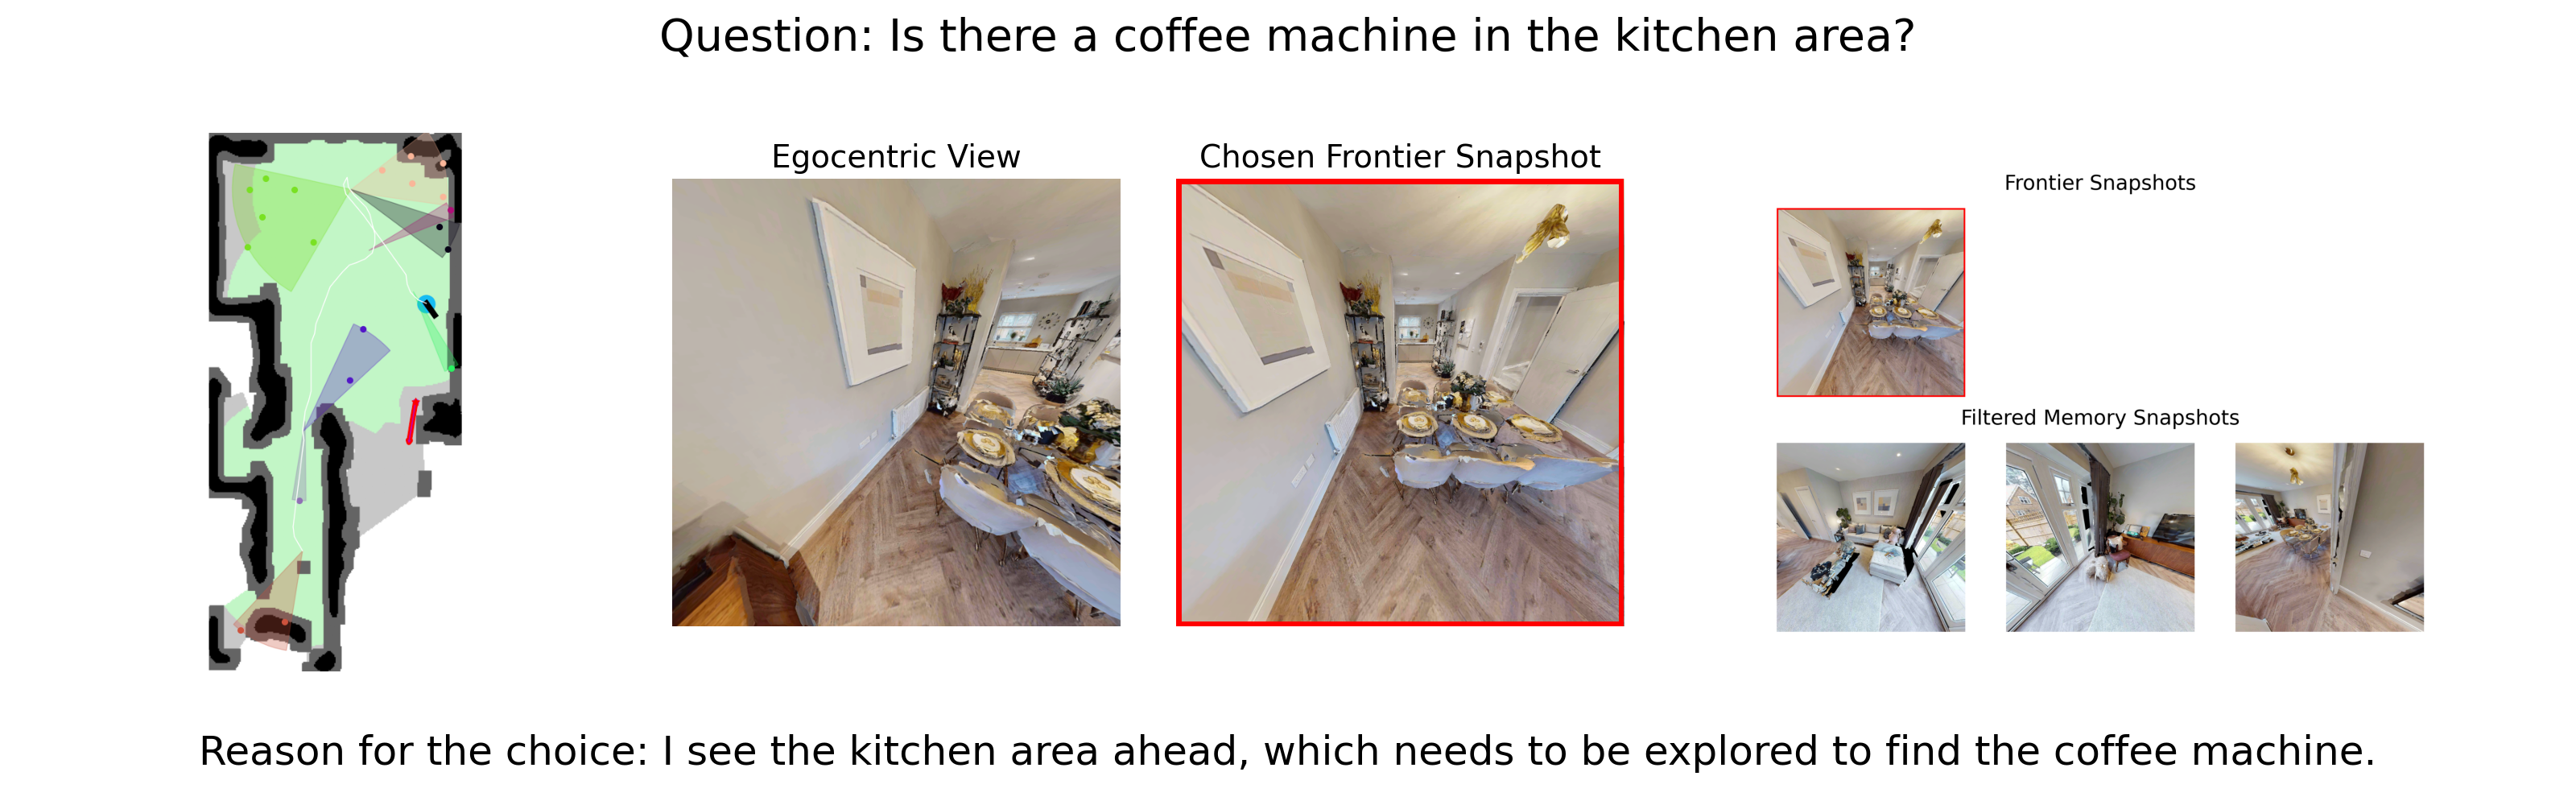 Question: Is there a coffee machine in the kitchen area?
Egocentric View
Chosen Frontier Snapshot
Frontier Snapshots
Filtered Memory Snapshots
Reason for the choice: I see the kitchen area ahead, which needs to be explored to find the coffee machine.